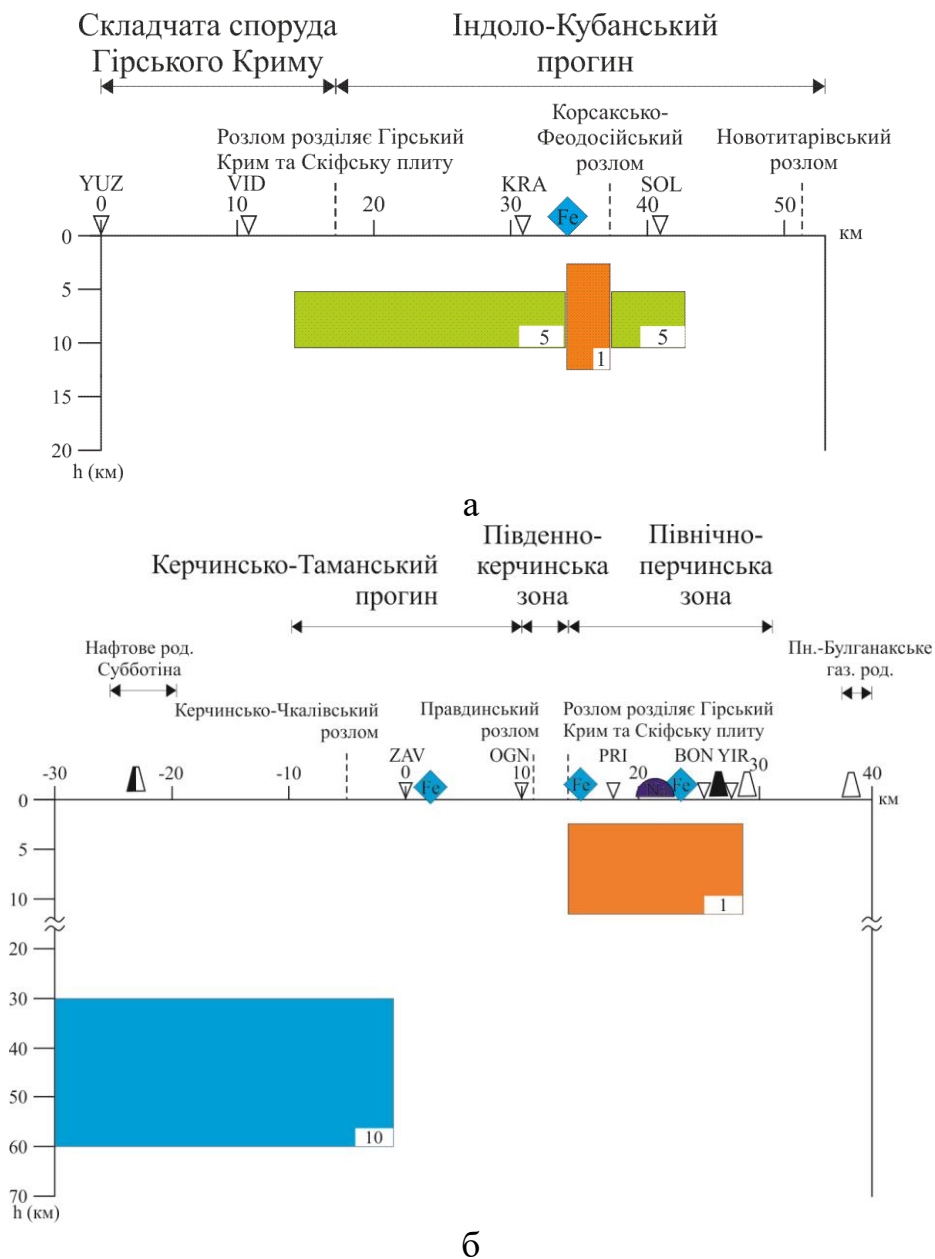 Складчата споруда
Гірського Криму
Індоло-Кубанський
прогин
Розлом розділяє Гірський
Крим та Скіфську плиту
Корсаксько-
Феодосійський
розлом
Новотитарівський
розлом
YUZ VID KRA SOL
0 10 20 30 40 50
Fe
км
0
5
10
15
20
h (км)
5 1 5
а
Керчинсько-Таманський
прогин
Південно-
керчинська
зона
Північно-
перчинська
зона
Нафтове род.
Субботіна
Пн.-Булганакське
газ. род.
Керчинсько-Чкалівський
розлом
Правдинський
розлом
Розлом розділяє Гірський
Крим та Скіфську плиту
ZAV OGN PRI BON YIR
-30 -20 -10 0 10 20 30 40
Fe Fe Fe
км
0
5
10
20
30
40
50
60
70
h (км)
1
10
б